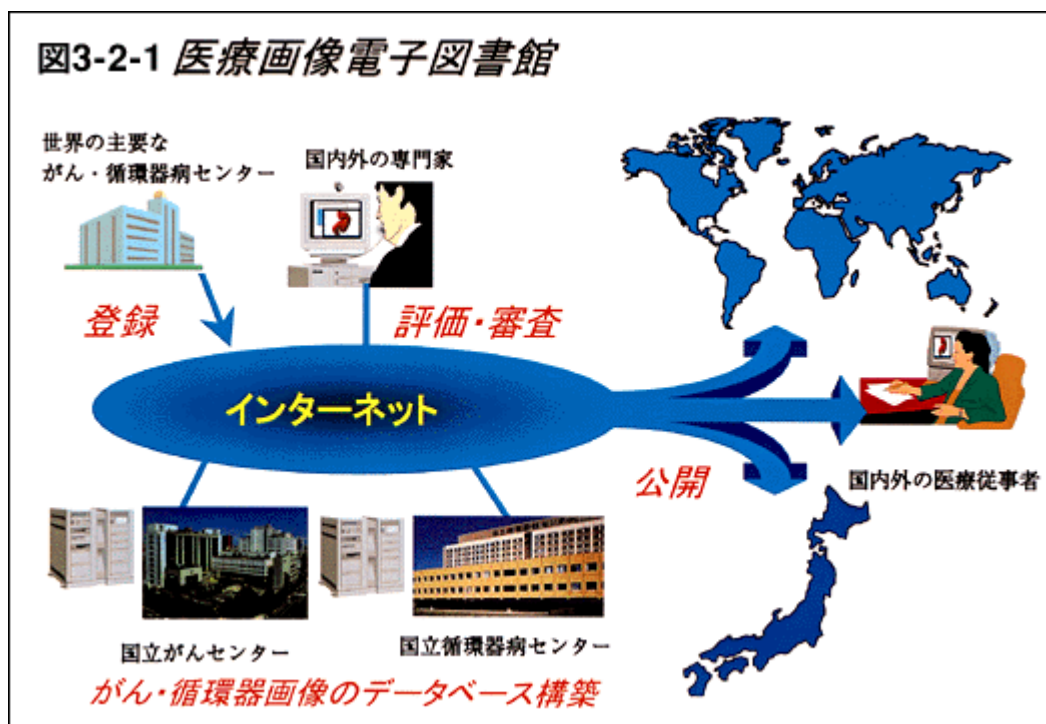 図3-2-1 医療画像電子図書館
世界の主要な
がん・循環器病センター
国内外の専門家
登録
評価・審査
インターネット
公開
国内外の医療従事者
国立がんセンター
国立循環器病センター
がん・循環器画像のデータベース構築